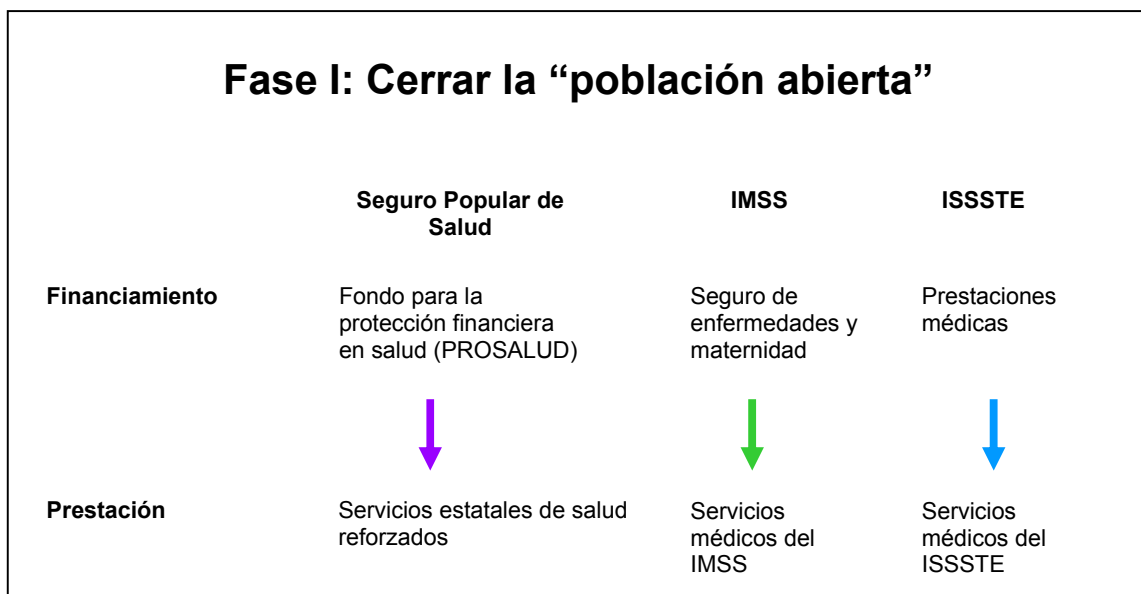 Fase I: Cerrar la “población abierta”
Seguro Popular de
Salud
IMSS
ISSSTE
Financiamiento
Fondo para la
protección financiera
en salud (PROSALUD)
Seguro de
enfermedades y
maternidad
Prestaciones
médicas
Prestación
Servicios estatales de salud
reforzados
Servicios
médicos del
IMSS
Servicios
médicos del
ISSSTE